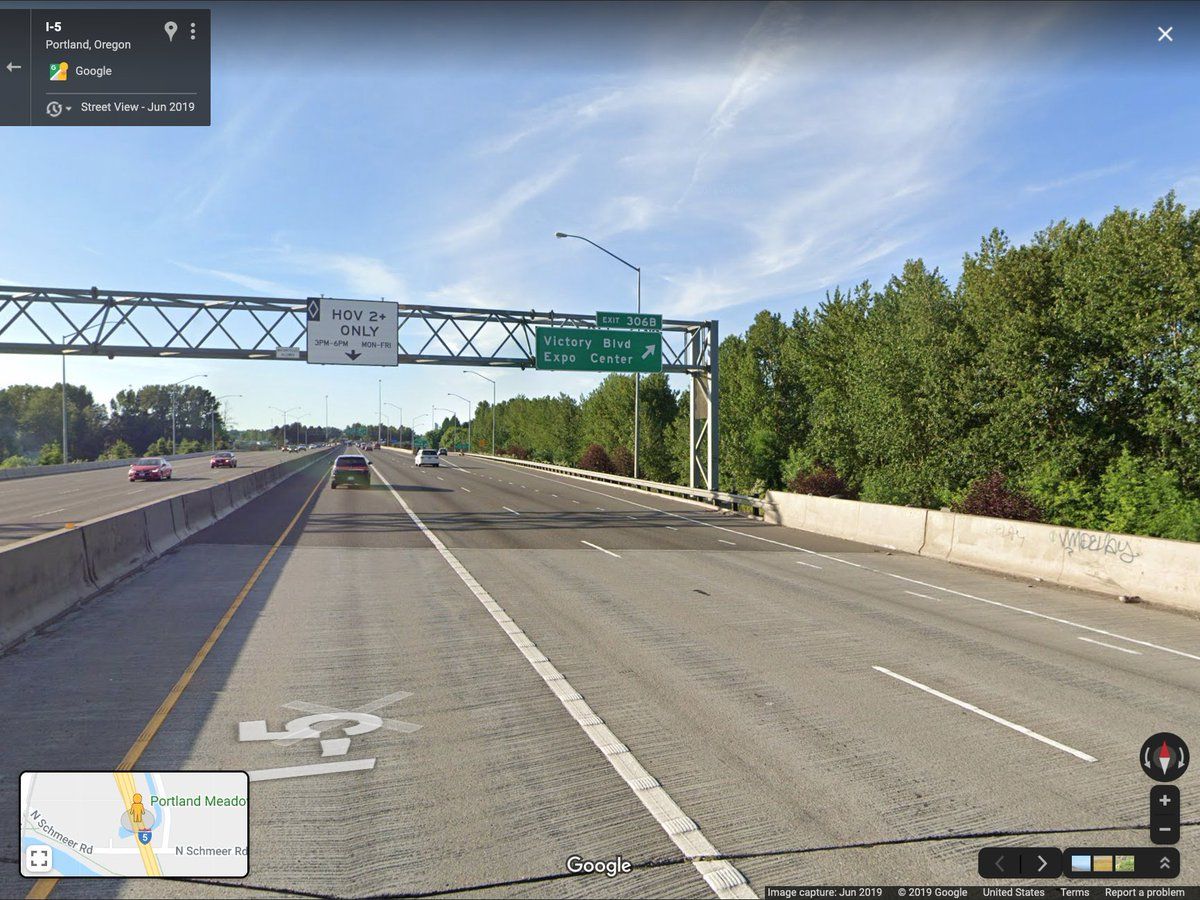 I-5
Portland, Oregon
Google
Street View - Jun 2019
HOV 2+
ONLY
3PM-6PM MON-FRI
EXIT 306B
Victory Blvd
Expo Center
I-5
Portland Meado
N Schmeer Rd
5
N Schmeer Rd
Google
Image capture: Jun 2019 © 2019 Google United States Terms Report a problem